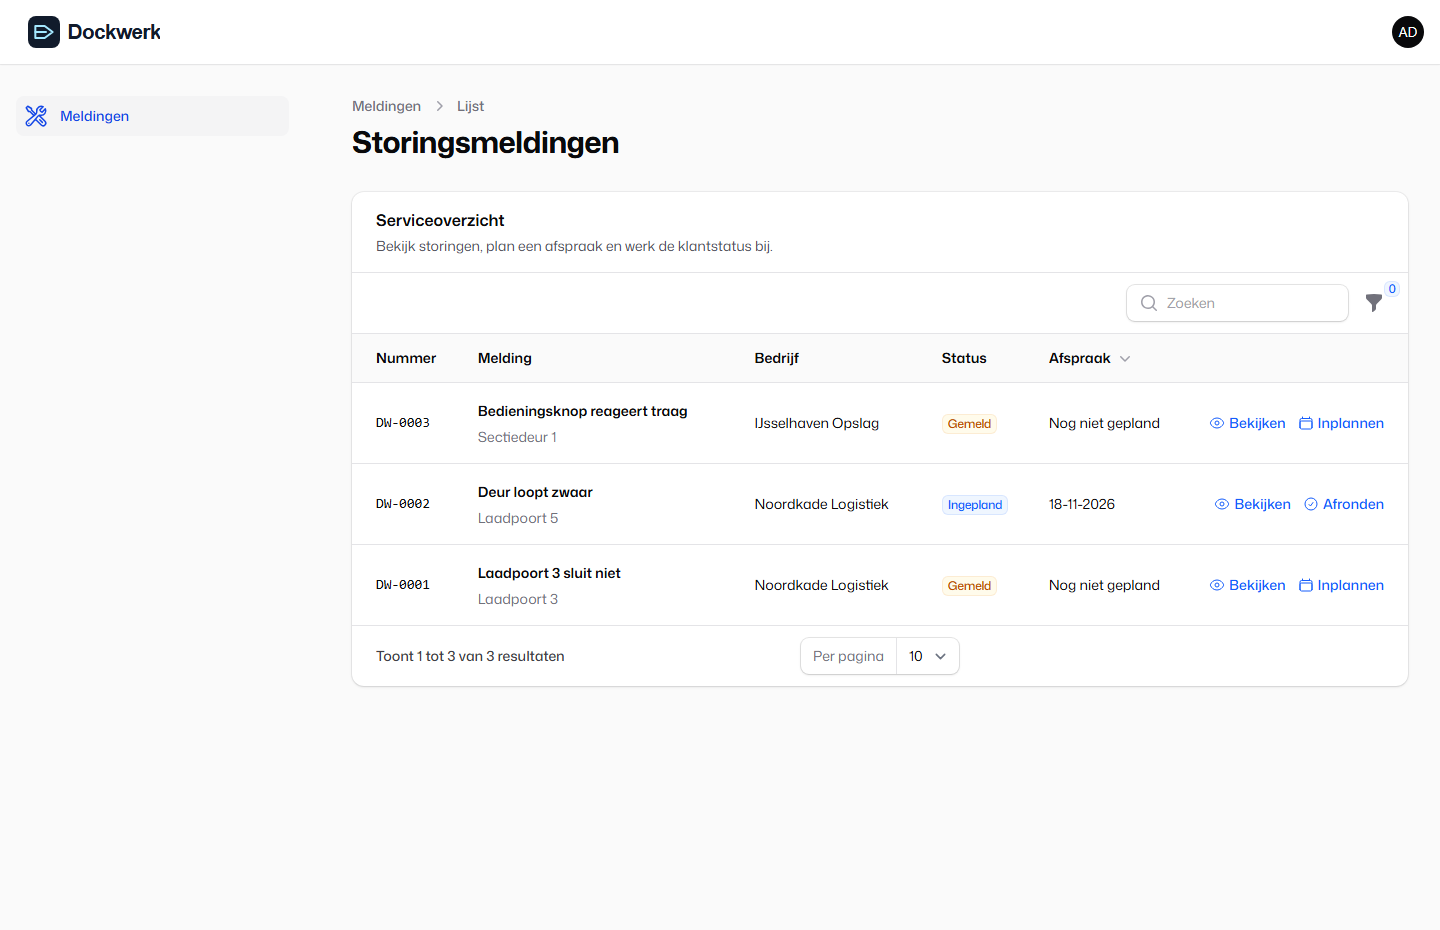 Dockwerk
AD
Meldingen
Meldingen > Lijst
Storingsmeldingen
Serviceoverzicht
Bekijk storingen, plan een afspraak en werk de klantstatus bij.
Zoeken
0
Nummer Melding Bedrijf Status Afspraak
DW-0003 Bedieningsknop reageert traag IJsselhaven Opslag Gemeld Nog niet gepland Bekijken Inplannen
Sectiedeur 1
DW-0002 Deur loopt zwaar Noordkade Logistiek Ingepland 18-11-2026 Bekijken Afronden
Laadpoort 5
DW-0001 Laadpoort 3 sluit niet Noordkade Logistiek Gemeld Nog niet gepland Bekijken Inplannen
Laadpoort 3
Toont 1 tot 3 van 3 resultaten Per pagina 10